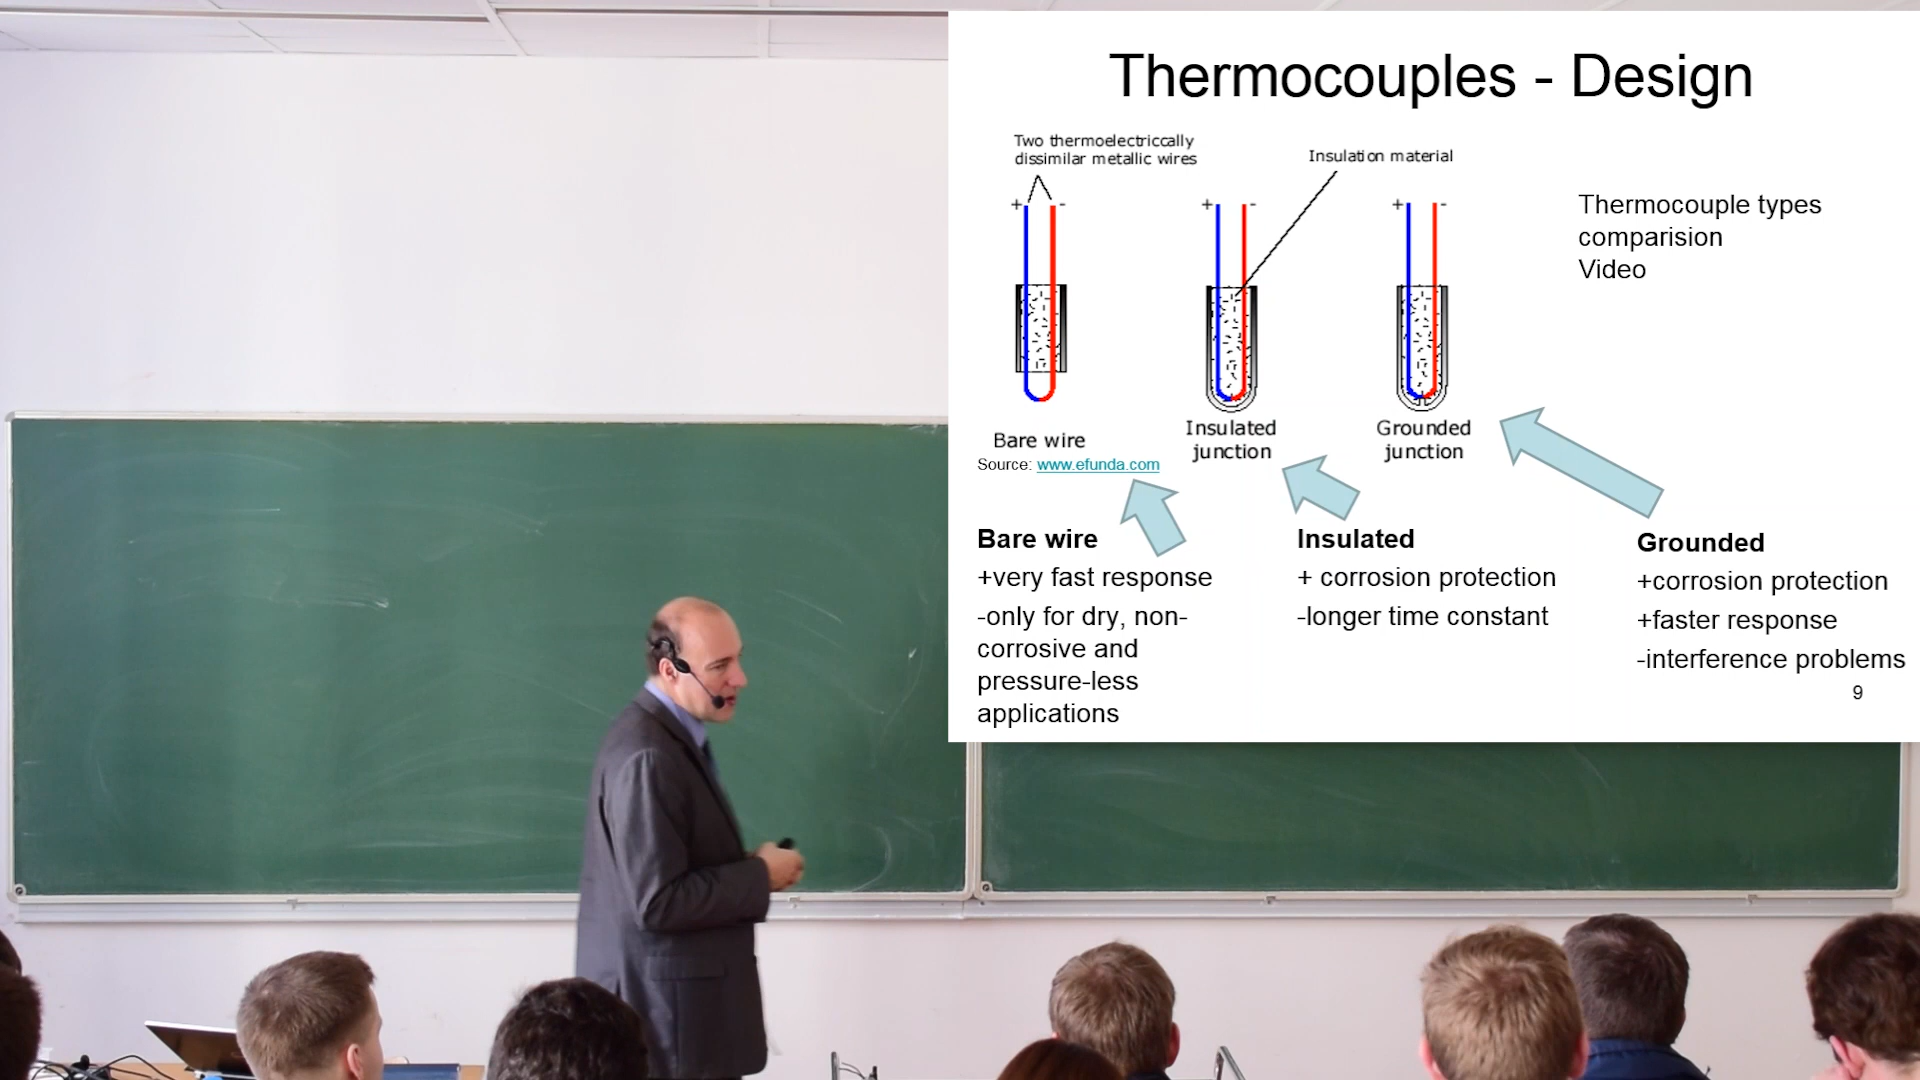 Thermocouples - Design
Two thermoelectriccally
dissimilar metallic wires
Insulation material
+ -
+ -
+ -
Thermocouple types
comparision
Video
Bare wire
Source: www.efunda.com
Insulated
junction
Grounded
junction
Bare wire
+very fast response
-only for dry, non-
corrosive and
pressure-less
applications
Insulated
+ corrosion protection
-longer time constant
Grounded
+corrosion protection
+faster response
-interference problems
9